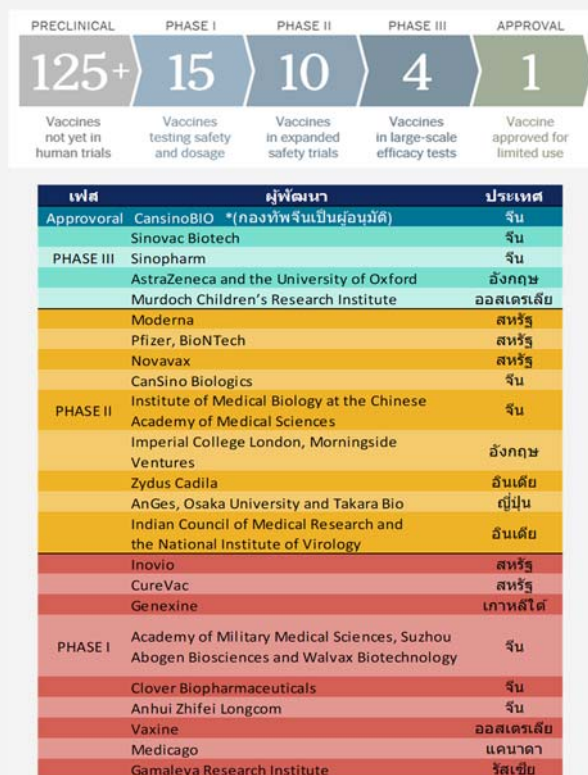 PRECLINICAL PHASE I PHASE II PHASE III APPROVAL
125+ 15 10 4 1
Vaccines Vaccines Vaccines Vaccines Vaccine
not yet in testing safety in expanded in large-scale approved for
human trials and dosage safety trials efficacy tests limited use
เฟส ผู้พัฒนา ประเทศ
Approvoral CansinoBIO *(กองทัพจีนเป็นผู้อนุมัติ) จีน
Sinovac Biotech จีน
PHASE III Sinopharm จีน
AstraZeneca and the University of Oxford อังกฤษ
Murdoch Children’s Research Institute ออสเตรเลีย
Moderna สหรัฐ
Pfizer, BioNTech สหรัฐ
Novavax สหรัฐ
CanSino Biologics จีน
PHASE II Institute of Medical Biology at the Chinese จีน
Academy of Medical Sciences
Imperial College London, Morningside อังกฤษ
Ventures
Zydus Cadila อินเดีย
AnGes, Osaka University and Takara Bio ญี่ปุ่น
Indian Council of Medical Research and อินเดีย
the National Institute of Virology
Inovio สหรัฐ
CureVac สหรัฐ
Genexine เกาหลีใต้
PHASE I Academy of Military Medical Sciences, Suzhou จีน
Abogen Biosciences and Walvax Biotechnology
Clover Biopharmaceuticals จีน
Anhui Zhifei Longcom จีน
Vaxine ออสเตรเลีย
Medicago แคนาดา
Gamaleya Research Institute รัสเซีย